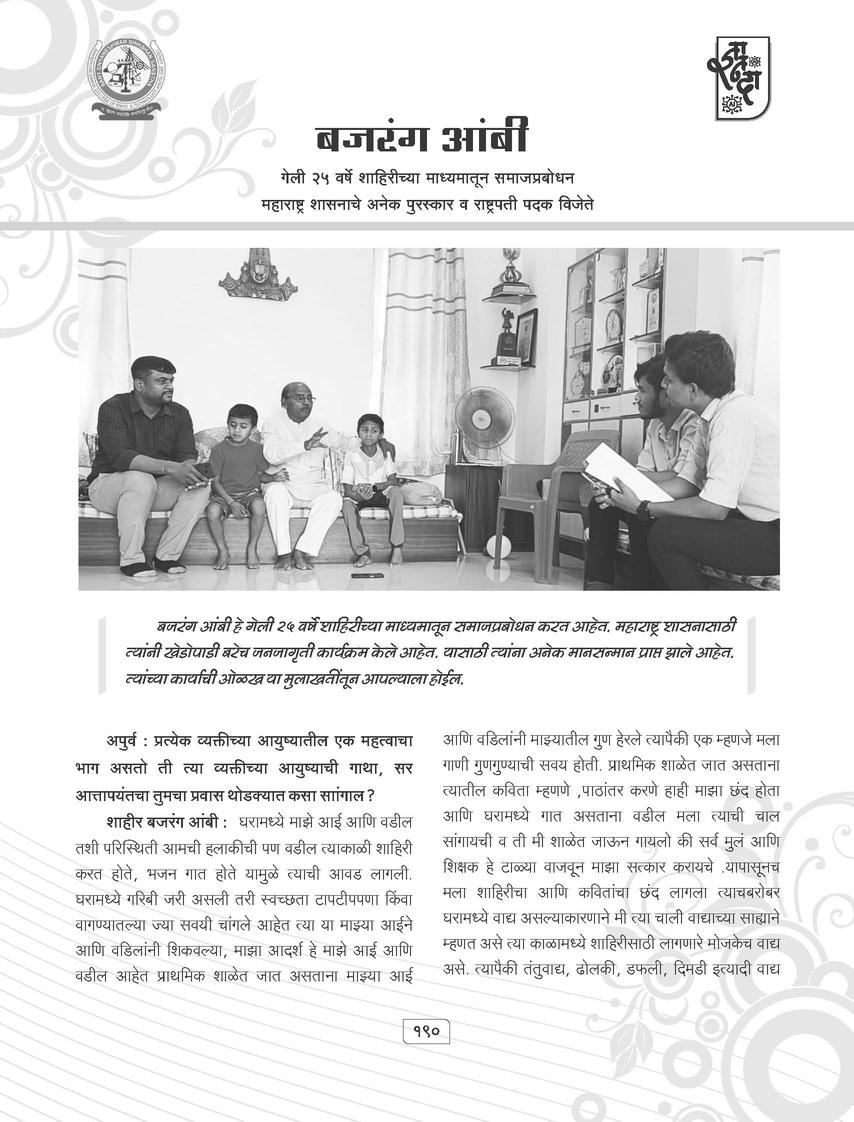 बजरंग आंबी
गेली २५ वर्षे शाहिरीच्या माध्यमातून समाजप्रबोधन
महाराष्ट्र शासनाचे अनेक पुरस्कार व राष्ट्रपती पदक विजेते
बजरंग आंबी हे गेली २५ वर्षे शाहिरीच्या माध्यमातून समाजप्रबोधन करत आहेत. महाराष्ट्र शासनासाठी
त्यांनी खेडोपाडी बरेच जनजागृती कार्यक्रम केले आहेत. यासाठी त्यांना अनेक मानसन्मान प्राप्त झाले आहेत.
त्यांच्या कार्याची ओळख या मुलाखतींतून आपल्याला होईल.
अपुर्व : प्रत्येक व्यक्तीच्या आयुष्यातील एक महत्वाचा
भाग असतो ती त्या व्यक्तीच्या आयुष्याची गाथा, सर
आत्तापयंतचा तुमचा प्रवास थोडक्यात कसा साांगाल ?
शाहीर बजरंग आंबी : घरामध्ये माझे आई आणि वडील
तशी परिस्थिती आमची हलाकीची पण वडील त्याकाळी शाहिरी
करत होते, भजन गात होते यामुळे त्याची आवड लागली.
घरामध्ये गरिबी जरी असली तरी स्वच्छता टापटीपपणा किंवा
वागण्यातल्या ज्या सवयी चांगले आहेत त्या या माझ्या आईने
आणि वडिलांनी शिकवल्या, माझा आदर्श हे माझे आई आणि
वडील आहेत प्राथमिक शाळेत जात असताना माझ्या आई
आणि वडिलांनी माझ्यातील गुण हेरले त्यापैकी एक म्हणजे मला
गाणी गुणगुण्याची सवय होती. प्राथमिक शाळेत जात असताना
त्यातील कविता म्हणणे ,पाठांतर करणे हाही माझा छंद होता
आणि घरामध्ये गात असताना वडील मला त्याची चाल
सांगायची व ती मी शाळेत जाऊन गायलो की सर्व मुलं आणि
शिक्षक हे टाळ्या वाजवून माझा सत्कार करायचे .यापासूनच
मला शाहिरीचा आणि कवितांचा छंद लागला त्याचबरोबर
घरामध्ये वाद्य असल्याकारणाने मी त्या चाली वाद्याच्या साह्याने
म्हणत असे त्या काळामध्ये शाहिरीसाठी लागणारे मोजकेच वाद्य
असे. त्यापैकी तंतुवाद्य, ढोलकी, डफली, दिमडी इत्यादी वाद्य
१९०